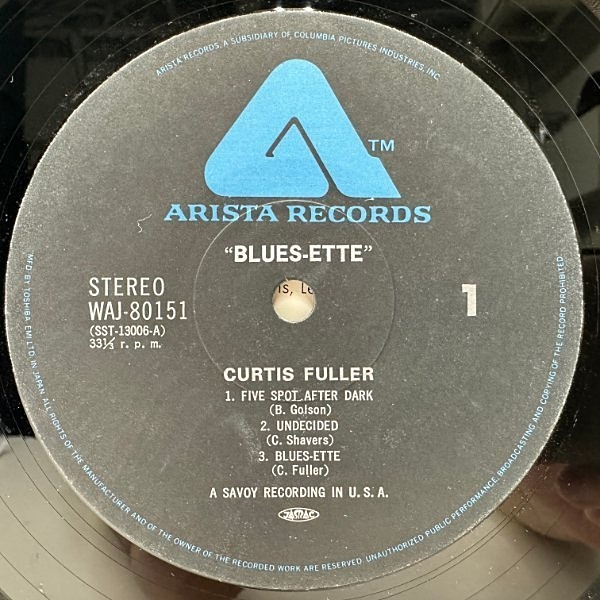 ARISTA RECORDS, A SUBSIDIARY OF COLUMBIA PICTURES INDUSTRIES, INC.
TM
ARISTA RECORDS
"BLUES-ETTE"
STEREO
WAJ-80151
(SST-13006-A)
33⅓ r. p. m.
1
CURTIS FULLER
1. FIVE SPOT AFTER DARK
(B. Golson)
2. UNDECIDED
(C. Shavers)
3. BLUES-ETTE
(C. Fuller)
A SAVOY RECORDING IN U. S. A.
JASRAC
MFD. BY TOSHIBA EMI LTD. IN JAPAN. ALL RIGHTS OF THE MANUFACTURER AND OF THE OWNER OF THE RECORDED WORK ARE RESERVED. UNAUTHORIZED PUBLIC PERFORMANCE, BROADCASTING AND COPYING OF THE RECORD PROHIBITED.